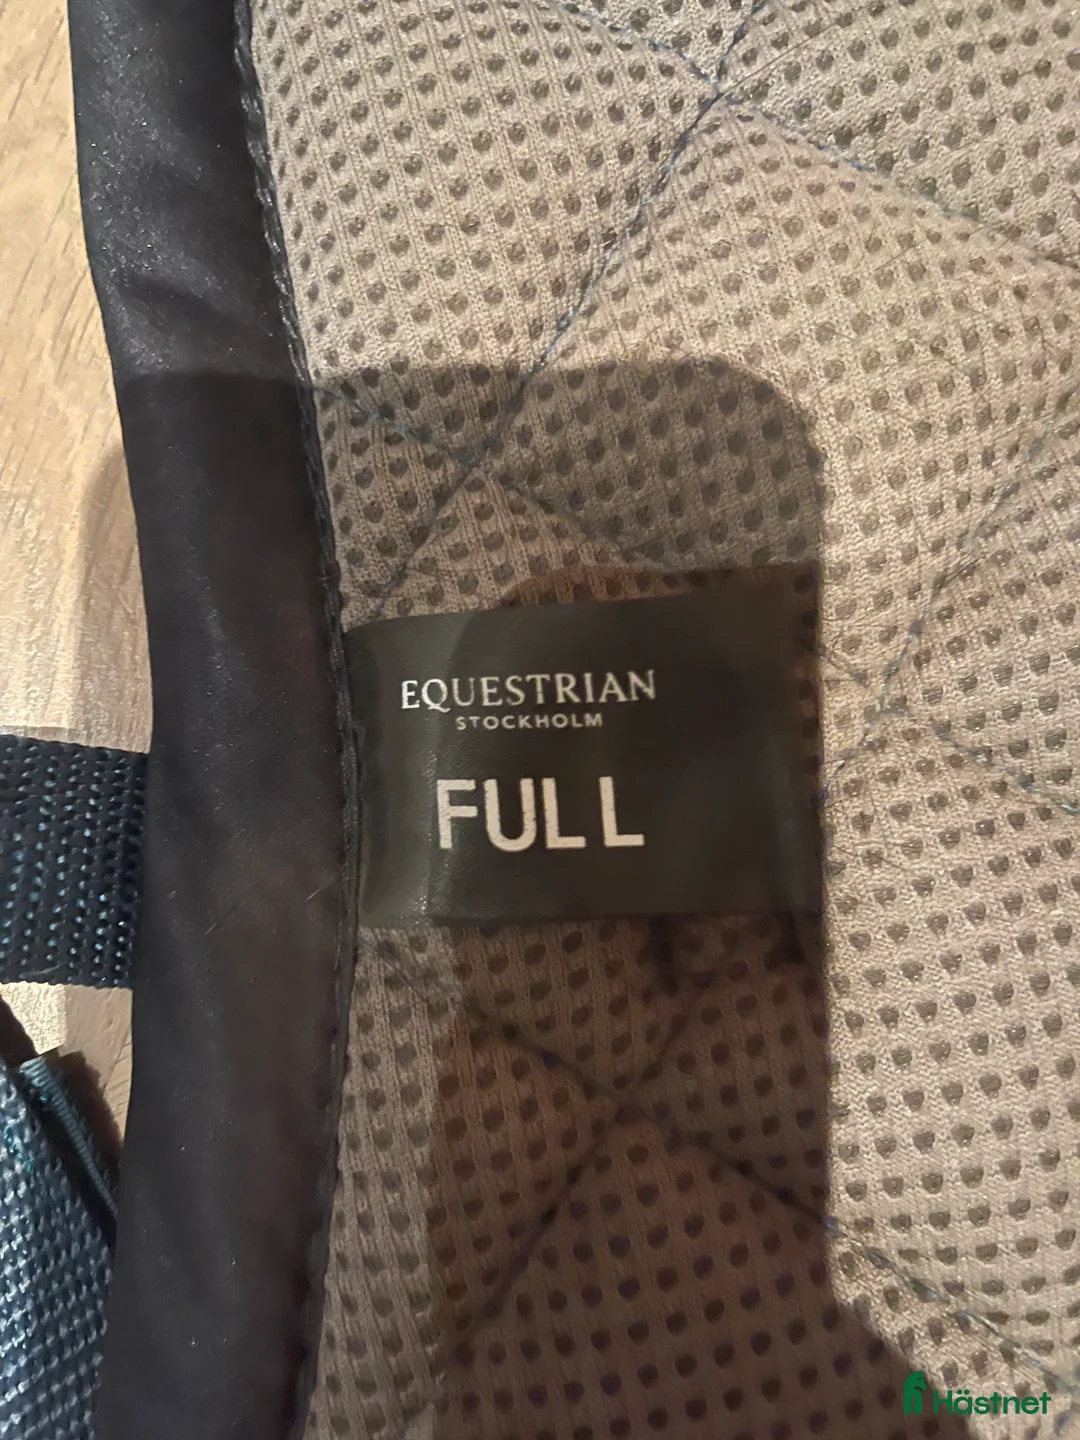 EQUESTRIAN
STOCKHOLM
FULL
Hästnet